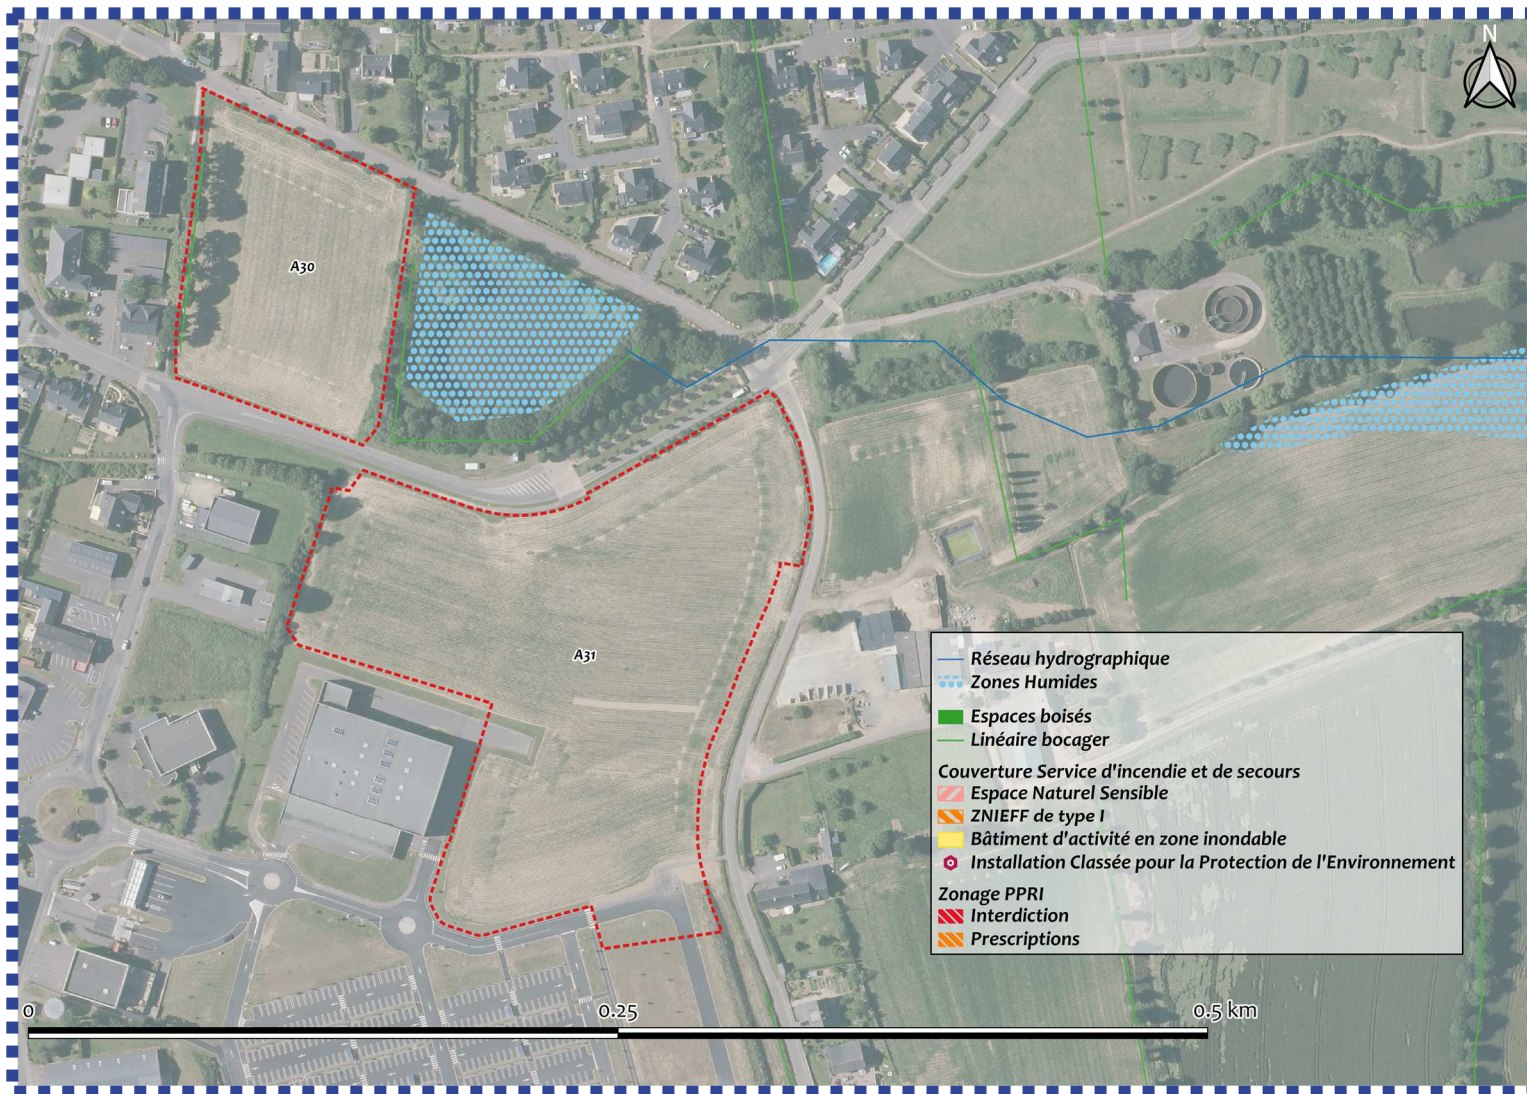 N
A30
A31
Réseau hydrographique
Zones Humides
Espaces boisés
Linéaire bocager
Couverture Service d'incendie et de secours
Espace Naturel Sensible
ZNIEFF de type I
Bâtiment d'activité en zone inondable
Installation Classée pour la Protection de l'Environnement
Zonage PPRI
Interdiction
Prescriptions
0 0.25 0.5 km